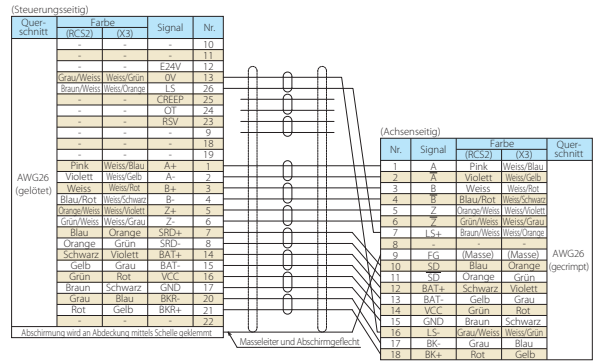 (Steuerungsseitig)
Quer-schnitt Farbe (RCS2) (X3) Signal Nr.
- - - 10
- - - 11
- - E24V 12
Grau/Weiss Weiss/Grün 0V 13
Braun/Weiss Weiss/Orange LS 26
- - CREEP 25
- - OT 24
- - RSV 23
- - - 9
- - - 18
- - - 19
Pink Weiss/Blau A+ 1
AWG26 (gelötet)
Violett Weiss/Gelb A- 2
Weiss Weiss/Rot B+ 3
Blau/Rot Weiss/Schwarz B- 4
Orange/Weiss Weiss/Violett Z+ 5
Grün/Weiss Weiss/Grau Z- 6
Blau Orange SRD+ 7
Orange Grün SRD- 8
Schwarz Violett BAT+ 14
Gelb Grau BAT- 15
Grün Rot VCC 16
Braun Schwarz GND 17
Grau Blau BKR- 20
Rot Gelb BKR+ 21
- - - 22
Abschirmung wird an Abdeckung mittels Schelle geklemmt
Masseleiter und Abschirmgeflecht
(Achsenseitig)
Nr. Signal Farbe (RCS2) (X3) Quer-schnitt
1 A Pink Weiss/Blau
2 A̅ Violett Weiss/Gelb
3 B Weiss Weiss/Rot
4 B̅ Blau/Rot Weiss/Schwarz
5 Z Orange/Weiss Weiss/Violett
6 Z̅ Grün/Weiss Weiss/Grau
7 LS+ Braun/Weiss Weiss/Orange
8 - - -
9 FG (Masse) (Masse)
AWG26 (gecrimpt)
10 SD Blau Orange
11 S̅D̅ Orange Grün
12 BAT+ Schwarz Violett
13 BAT- Gelb Grau
14 VCC Grün Rot
15 GND Braun Schwarz
16 LS- Grau/Weiss Weiss/Grün
17 BK- Grau Blau
18 BK+ Rot Gelb